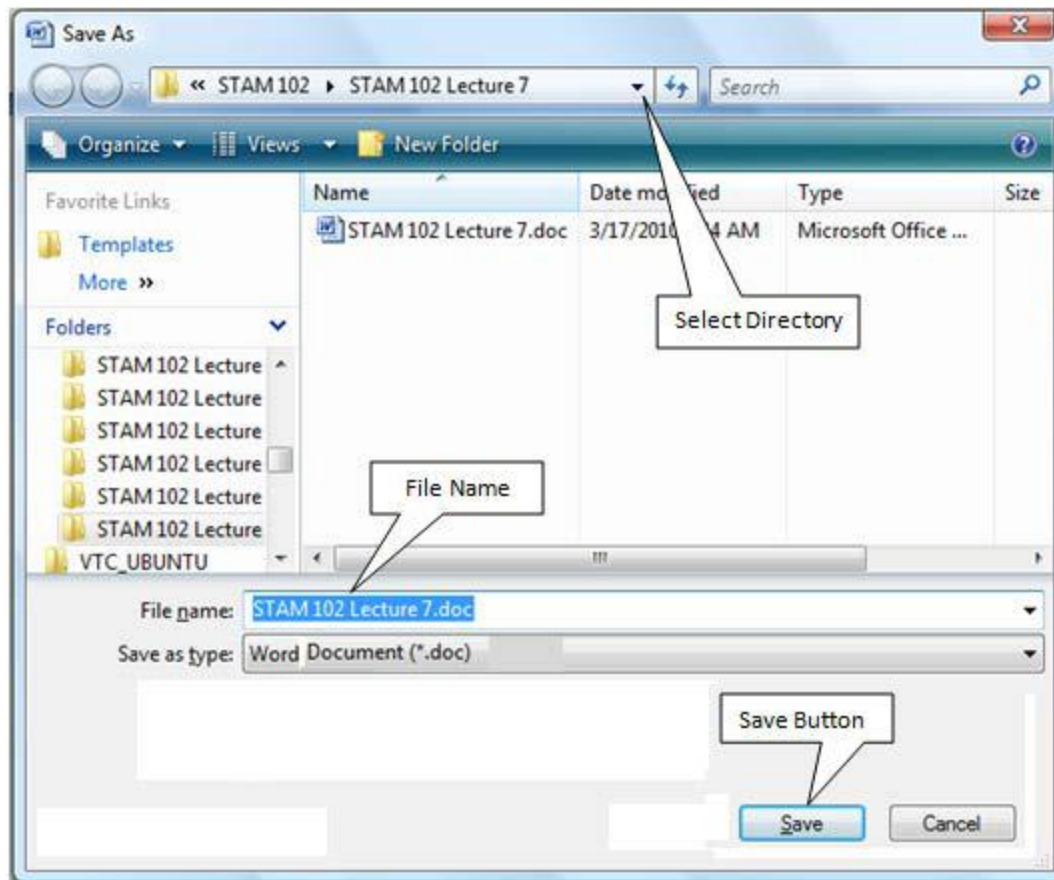 Save As
« STAM 102 ▸ STAM 102 Lecture 7
Search
Organize
Views
New Folder
Favorite Links
Templates
More »
Folders
STAM 102 Lecture
STAM 102 Lecture
STAM 102 Lecture
STAM 102 Lecture
STAM 102 Lecture
STAM 102 Lecture
VTC_UBUNTU
Name Date mo ied Type Size
STAM 102 Lecture 7.doc 3/17/2010 4 AM Microsoft Office ...
Select Directory
File Name
File name: STAM 102 Lecture 7.doc
Save as type: Word Document (*.doc)
Save Button
Save Cancel